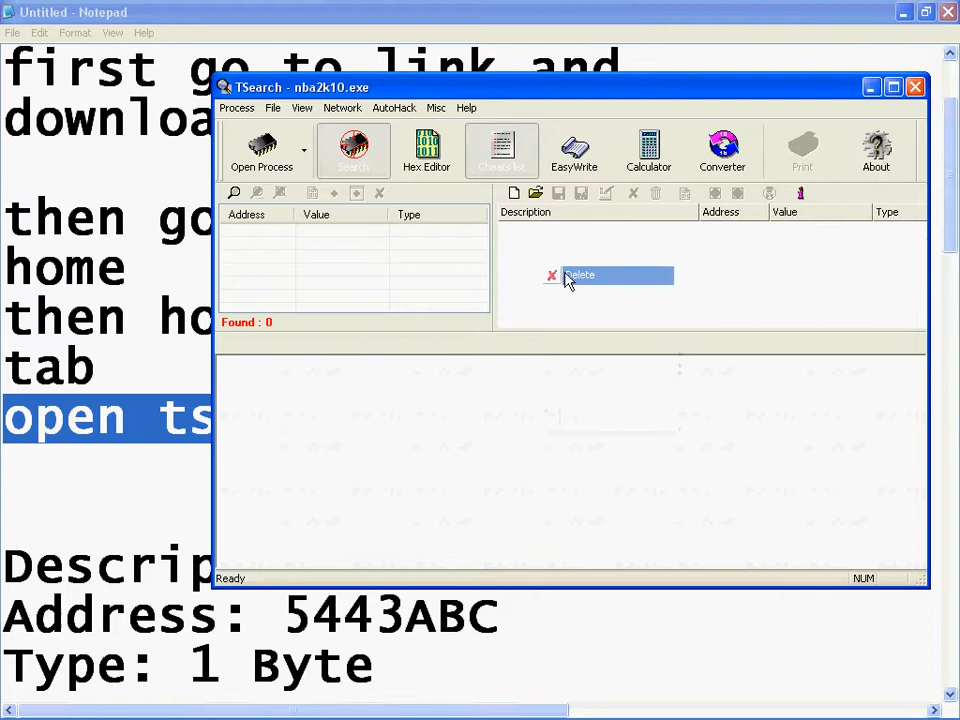 Untitled - Notepad
File Edit Format View Help
first go to link and
downloa
then go
home
then ho
tab
open ts
Descrip
Address: 5443ABC
Type: 1 Byte
TSearch - nba2k10.exe
Process File View Network AutoHack Misc Help
Open Process Search Hex Editor Cheats list EasyWrite Calculator Converter Print About
Address Value Type
Description Address Value Type
Delete
Found : 0
Ready NUM